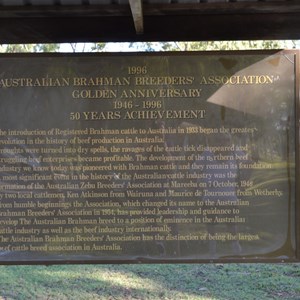 1996
AUSTRALIAN BRAHMAN BREEDERS' ASSOCIATION
GOLDEN ANNIVERSARY
1946 - 1996
50 YEARS ACHIEVEMENT
The introduction of Registered Brahman cattle to Australia in 1933 began the greatest
revolution in the history of beef production in Australia.
Droughts were turned into dry spells, the ravages of the cattle tick disappeared and
struggling beef enterprises became profitable. The development of the northern beef
industry we know today was pioneered with Brahman cattle and they remain its foundation.
significant event in the history of the Australian cattle industry was the
formation of the Australian Zebu Breeders' Association at Mareeba on 7 October, 1946
by two local cattlemen, Ken Atkinson from Wairuna and Maurice de Tournouer from Wetherby.
From humble beginnings the Association, which changed its name to the Australian
Brahman Breeders' Association in has provided leadership and guidance to
develop The Australian Brahman breed to a position of eminence in the Australian
cattle industry as well as the beef industry internationally.
The Australian Brahman Breeders' Association has the distinction of being the largest
beef cattle breed association in Australia.